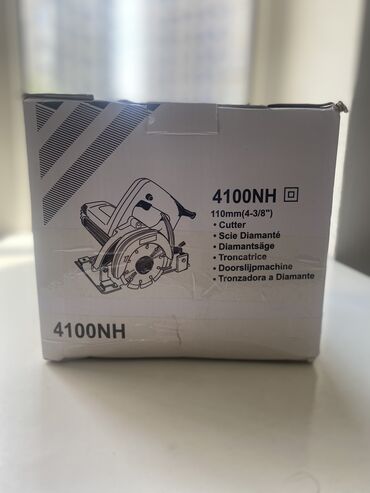 4100NH
110mm(4-3/8")
• Cutter
• Scie Diamanté
• Diamantsäge
• Troncatrice
• Doorslijpmachine
• Tronzadora a Diamante
4100NH